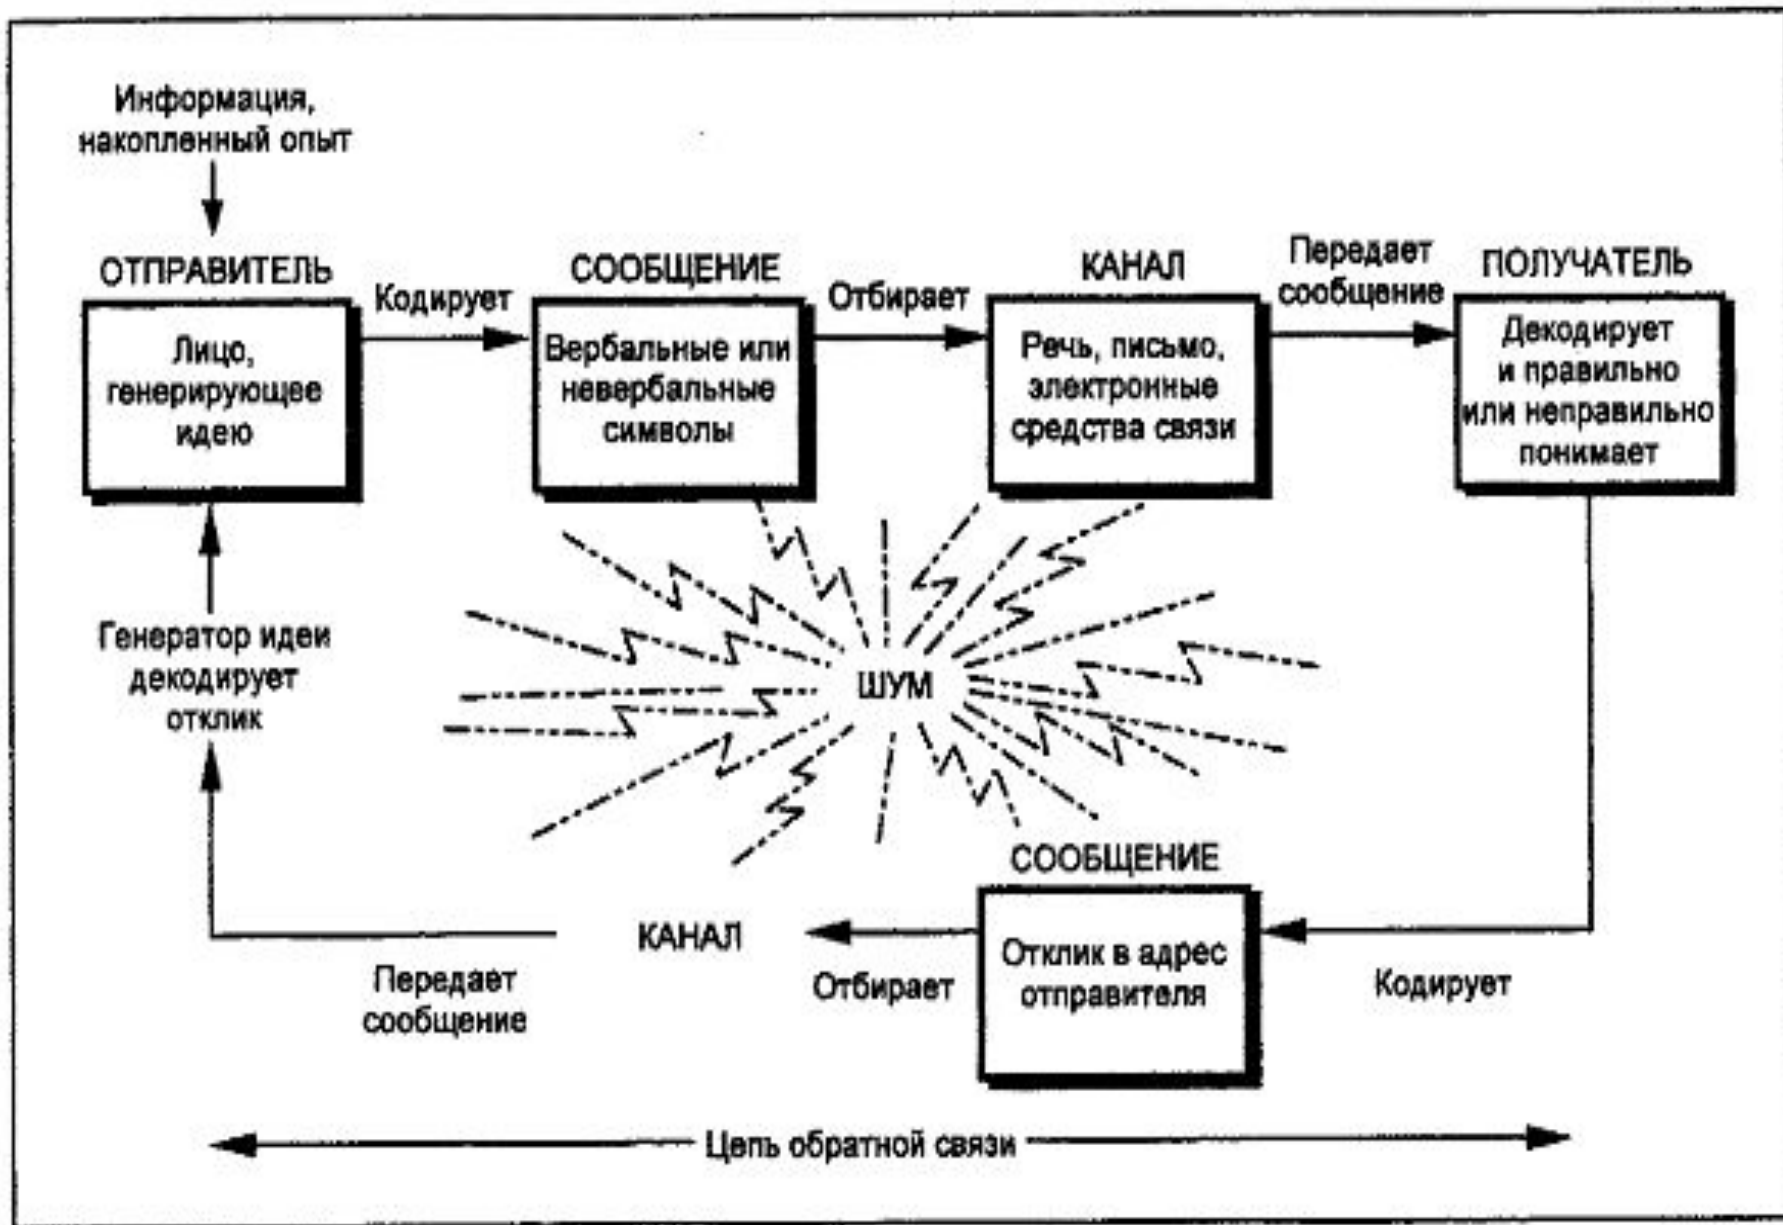 Информация,
накопленный опыт
ОТПРАВИТЕЛЬ
Лицо,
генерирующее
идею
Кодирует
СООБЩЕНИЕ
Вербальные или
невербальные
символы
Отбирает
КАНАЛ
Речь, письмо,
электронные
средства связи
Передает
сообщение
ПОЛУЧАТЕЛЬ
Декодирует
и правильно
или неправильно
понимает
ШУМ
Генератор идеи
декодирует
отклик
СООБЩЕНИЕ
Отклик в адрес
отправителя
Кодирует
Отбирает
КАНАЛ
Передает
сообщение
Цепь обратной связи